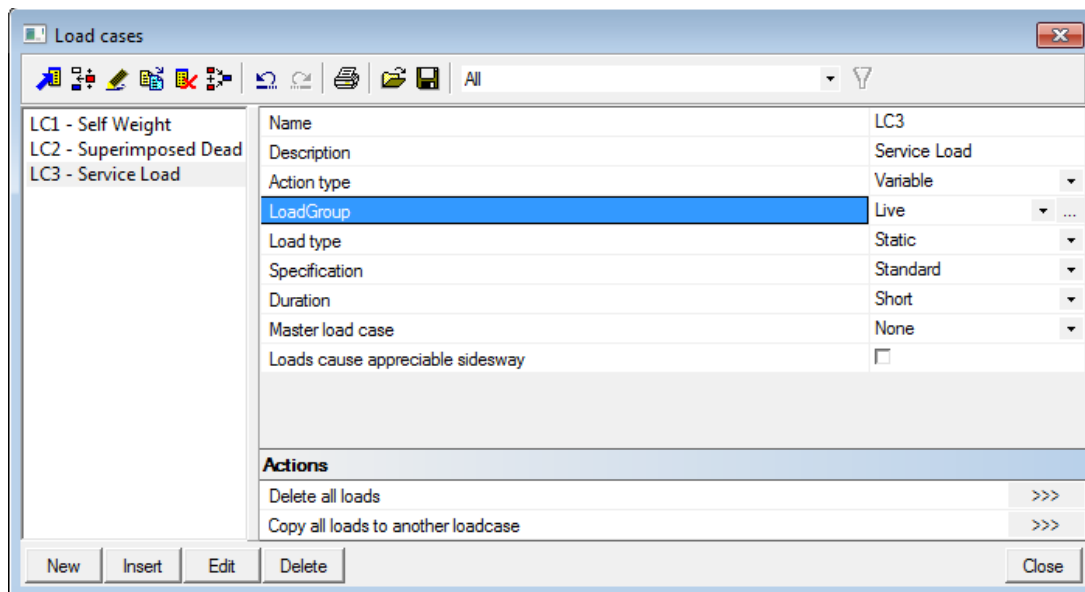 Load cases
All
LC1 - Self Weight
LC2 - Superimposed Dead
LC3 - Service Load
Name LC3
Description Service Load
Action type Variable
LoadGroup Live ...
Load type Static
Specification Standard
Duration Short
Master load case None
Loads cause appreciable sidesway
Actions
Delete all loads >>>
Copy all loads to another loadcase >>>
New Insert Edit Delete Close